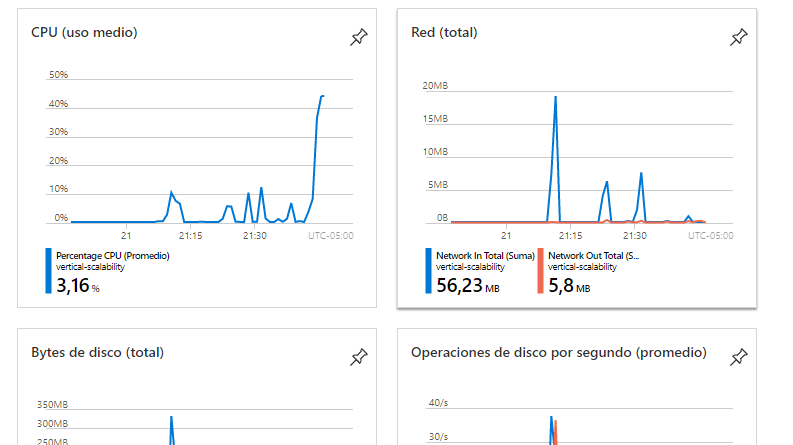 CPU (uso medio)
50%
40%
30%
20%
10%
0%
21
21:15
21:30
UTC-05:00
Percentage CPU (Promedio)
vertical-scalability
3,16 %
Red (total)
20MB
15MB
10MB
5MB
0B
21
21:15
21:30
UTC-05:00
Network In Total (Suma)
vertical-scalability
56,23 MB
Network Out Total (S...
vertical-scalability
5,8 MB
Bytes de disco (total)
350MB
300MB
250MB
Operaciones de disco por segundo (promedio)
40/s
30/s